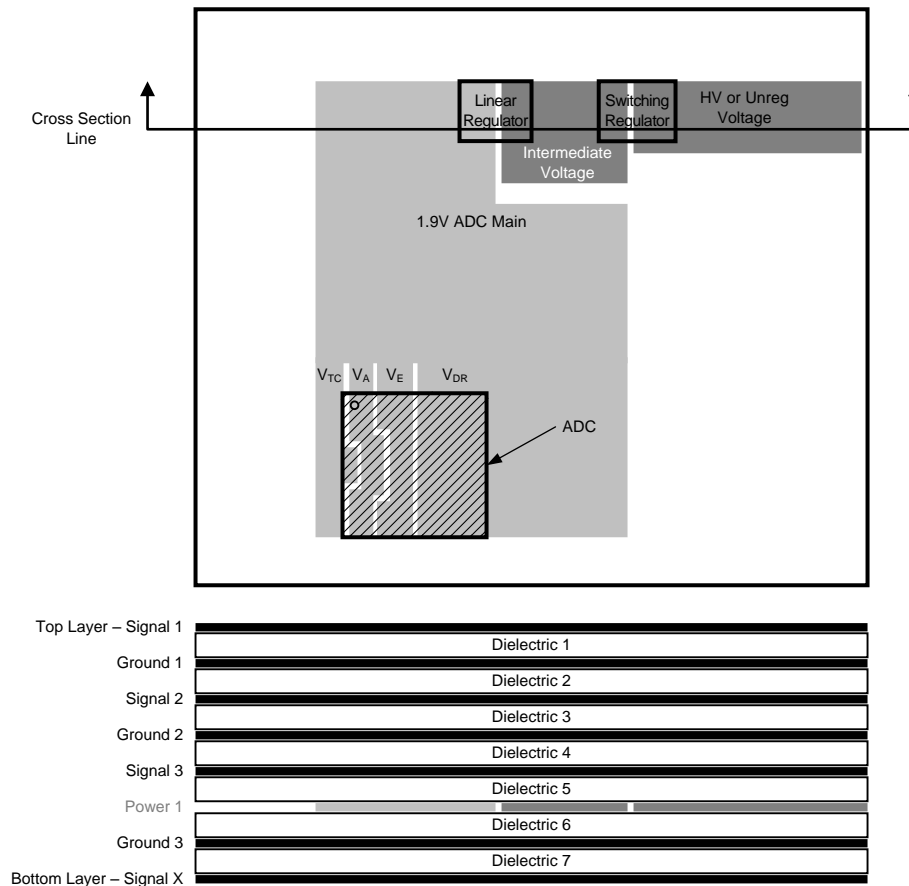 Cross Section
Line
Linear
Regulator
Switching
Regulator
HV or Unreg
Voltage
Intermediate
Voltage
1.9V ADC Main
VTC VA VE VDR
ADC
Top Layer – Signal 1
Dielectric 1
Ground 1
Dielectric 2
Signal 2
Dielectric 3
Ground 2
Dielectric 4
Signal 3
Dielectric 5
Power 1
Dielectric 6
Ground 3
Dielectric 7
Bottom Layer – Signal X